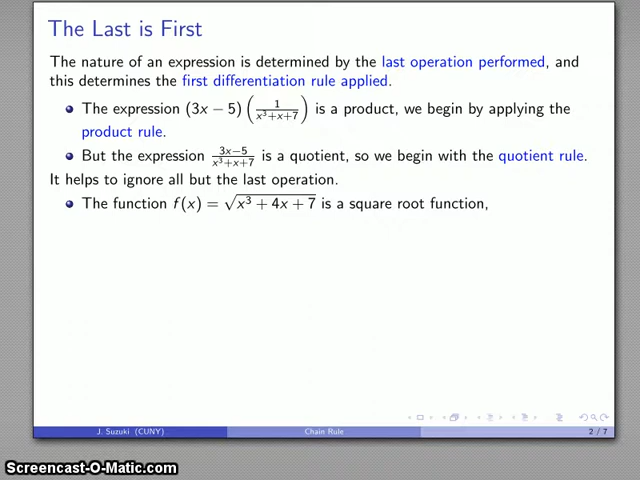 The Last is First
The nature of an expression is determined by the last operation performed, and
this determines the first differentiation rule applied.
The expression (3x − 5) (1/(x³+x+7)) is a product, we begin by applying the
product rule.
But the expression (3x−5)/(x³+x+7) is a quotient, so we begin with the quotient rule.
It helps to ignore all but the last operation.
The function f(x) = √(x³ + 4x + 7) is a square root function,
J. Suzuki (CUNY) Chain Rule 2 / 7
Screencast-O-Matic.com